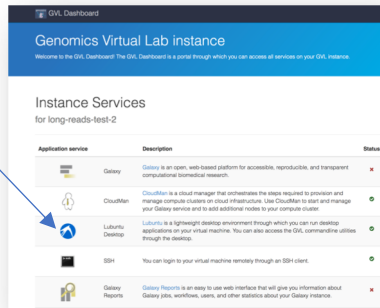 GVL Dashboard
Genomics Virtual Lab instance
Welcome to the GVL Dashboard! The GVL Dashboard is a portal through which you can access all services on your GVL instance.
Instance Services
for long-reads-test-2
Application service Description Status
Galaxy Galaxy is an open, web-based platform for accessible, reproducible, and transparent
computational biomedical research.
CloudMan CloudMan is a cloud manager that orchestrates the steps required to provision and
manage compute clusters on cloud infrastructure. Use CloudMan to start and manage
your Galaxy service and to add additional nodes to your compute cluster.
Lubuntu Desktop Lubuntu is a lightweight desktop environment through which you can run desktop
applications on your virtual machine. You can also access the GVL commandline utilities
through the desktop.
SSH You can login to your virtual machine remotely through an SSH client.
Galaxy Reports Galaxy Reports is an easy to use web interface that will give you information about
Galaxy jobs, workflows, users, and other statistics about your Galaxy instance.